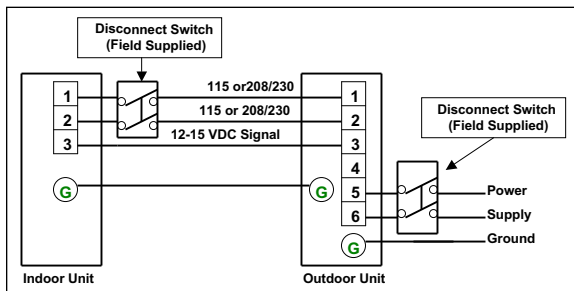 Disconnect Switch
(Field Supplied)
115 or208/230
115 or 208/230
12-15 VDC Signal
1
2
3
G
Indoor Unit
1
2
3
4
5
6
G
G
Outdoor Unit
Disconnect Switch
(Field Supplied)
Power
Supply
Ground